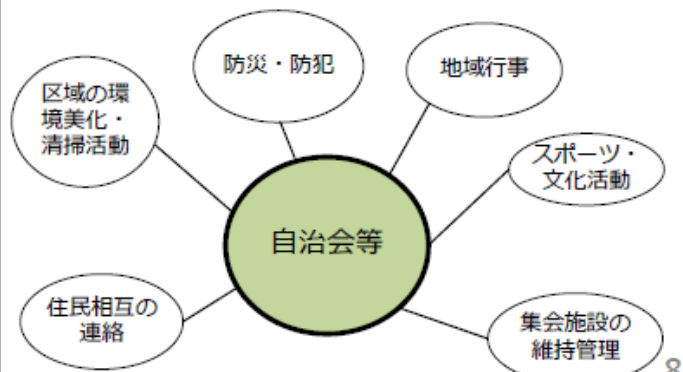 防災・防犯
地域行事
区域の環
境美化・
清掃活動
スポーツ・
文化活動
自治会等
住民相互の
連絡
集会施設の
維持管理
8